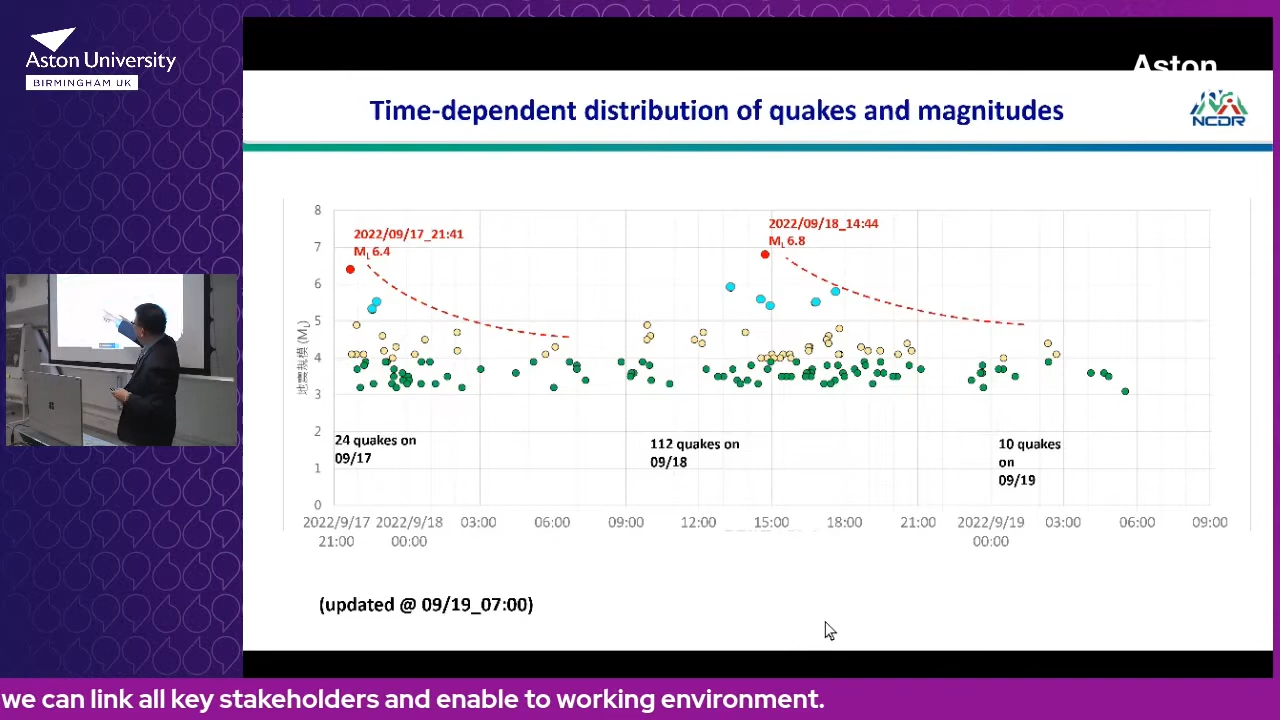 Aston University
BIRMINGHAM UK
Aston
Time-dependent distribution of quakes and magnitudes
NCDR
8
7
6
5
4
3
2
1
0
地震規模 (ML)
2022/09/17_21:41
ML 6.4
2022/09/18_14:44
ML 6.8
24 quakes on
09/17
112 quakes on
09/18
10 quakes
on
09/19
2022/9/17 2022/9/18 03:00 06:00 09:00 12:00 15:00 18:00 21:00 2022/9/19 03:00 06:00 09:00
21:00 00:00 00:00
(updated @ 09/19_07:00)
we can link all key stakeholders and enable to working environment.